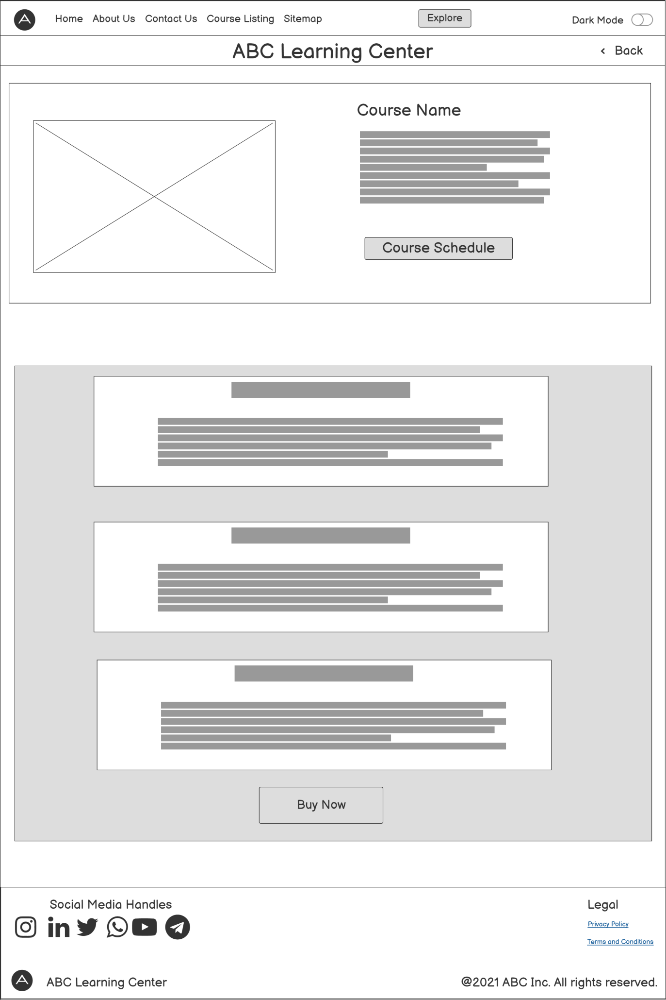 Home About Us Contact Us Course Listing Sitemap Explore Dark Mode
ABC Learning Center < Back
Course Name
Course Schedule
Buy Now
Social Media Handles Legal
Privacy Policy
Terms and Conditions
ABC Learning Center @2021 ABC Inc. All rights reserved.